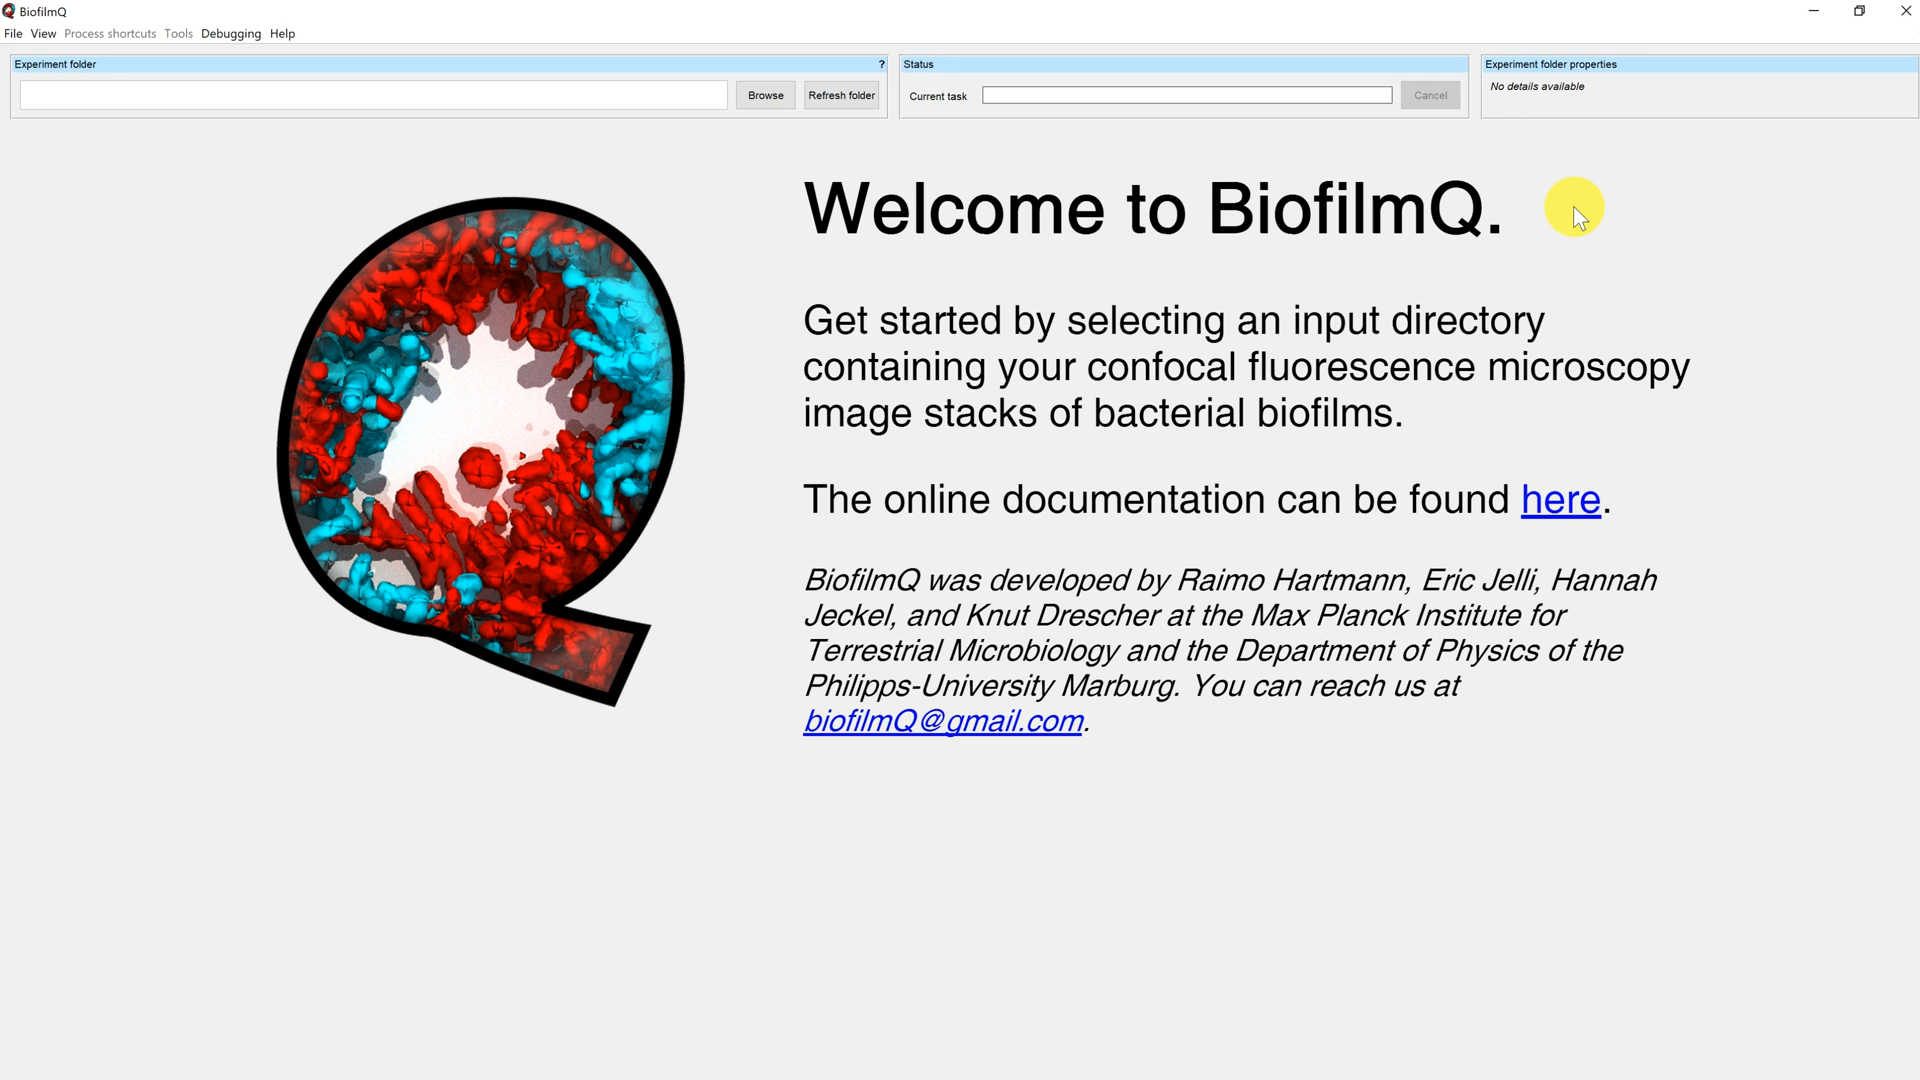 BiofilmQ
File View Process shortcuts Tools Debugging Help
Experiment folder ?
Browse Refresh folder
Status
Current task Cancel
Experiment folder properties
No details available
Welcome to BiofilmQ.
Get started by selecting an input directory
containing your confocal fluorescence microscopy
image stacks of bacterial biofilms.
The online documentation can be found here.
BiofilmQ was developed by Raimo Hartmann, Eric Jelli, Hannah
Jeckel, and Knut Drescher at the Max Planck Institute for
Terrestrial Microbiology and the Department of Physics of the
Philipps-University Marburg. You can reach us at
biofilmQ@gmail.com.